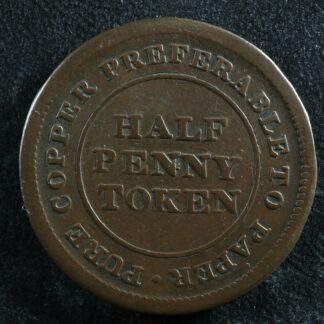 PURE COPPER PREFERABLE TO PAPER ·
HALF
PENNY
TOKEN